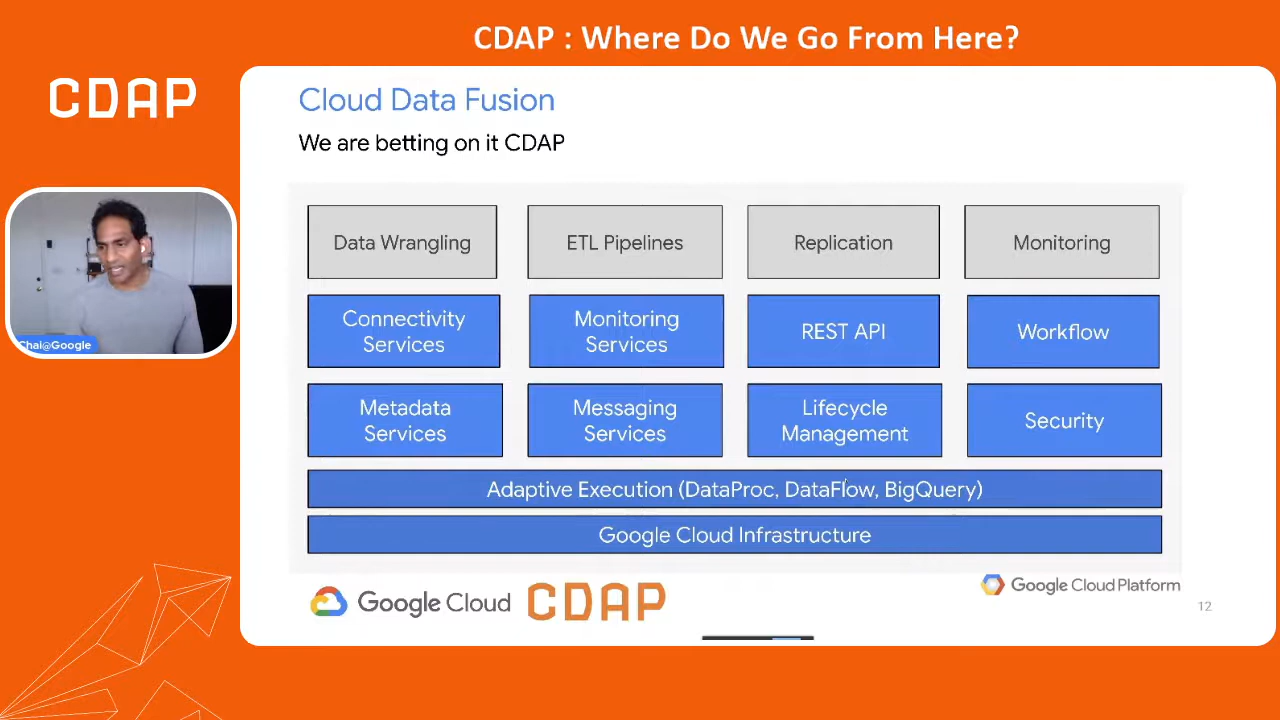 CDAP : Where Do We Go From Here?
CDAP
Cloud Data Fusion
We are betting on it CDAP
Data Wrangling
ETL Pipelines
Replication
Monitoring
Connectivity
Services
Monitoring
Services
REST API
Workflow
Metadata
Services
Messaging
Services
Lifecycle
Management
Security
Adaptive Execution (DataProc, DataFlow, BigQuery)
Google Cloud Infrastructure
Google Cloud
CDAP
Google Cloud Platform
12
Chai@Google